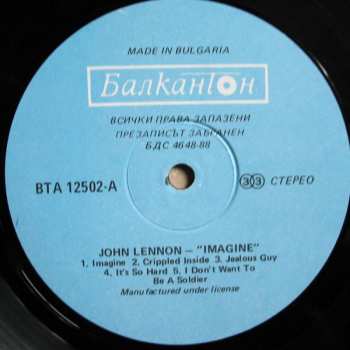 MADE IN BULGARIA
Балкантон
ВСИЧКИ ПРАВА ЗАПАЗЕНИ
ПРЕЗАПИСЪТ ЗАБРАНЕН
БДС 4648-88
ВТА 12502-А
33 СТЕРЕО
JOHN LENNON – "IMAGINE"
1. Imagine 2. Crippled Inside 3. Jealous Guy
4. It's So Hard 5. I Don't Want To
Be A Soldier
Manufactured under license